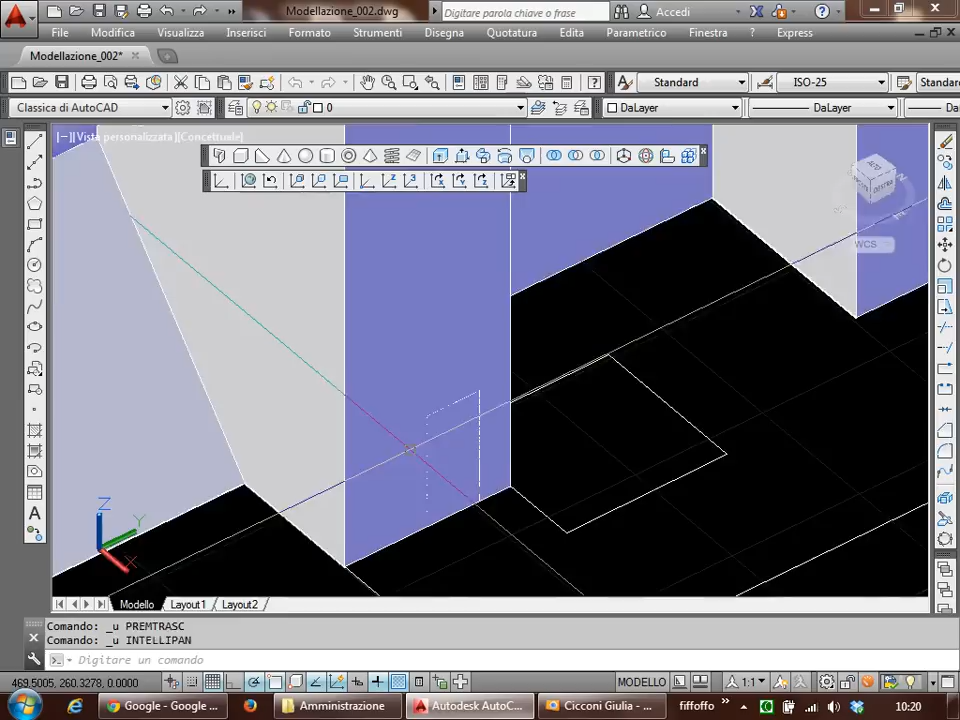 Modellazione_002.dwg
Digitare parola chiave o frase
Accedi
File Modifica Visualizza Inserisci Formato Strumenti Disegna Quotatura Edita Parametrico Finestra ? Express
Modellazione_002*
Standard ISO-25 Standard
Classica di AutoCAD 0 DaLayer DaLayer
[−][Vista personalizzata][Concettuale]
WCS
Z
Y
X
Modello Layout1 Layout2
Comando: _u PREMTRASC
Comando: _u INTELLIPAN
Digitare un comando
469.5005, 260.3278, 0.0000
MODELLO
1:1
Google - Google ...
Amministrazione
Autodesk AutoC...
Cicconi Giulia - ...
fiffoffo
10:20